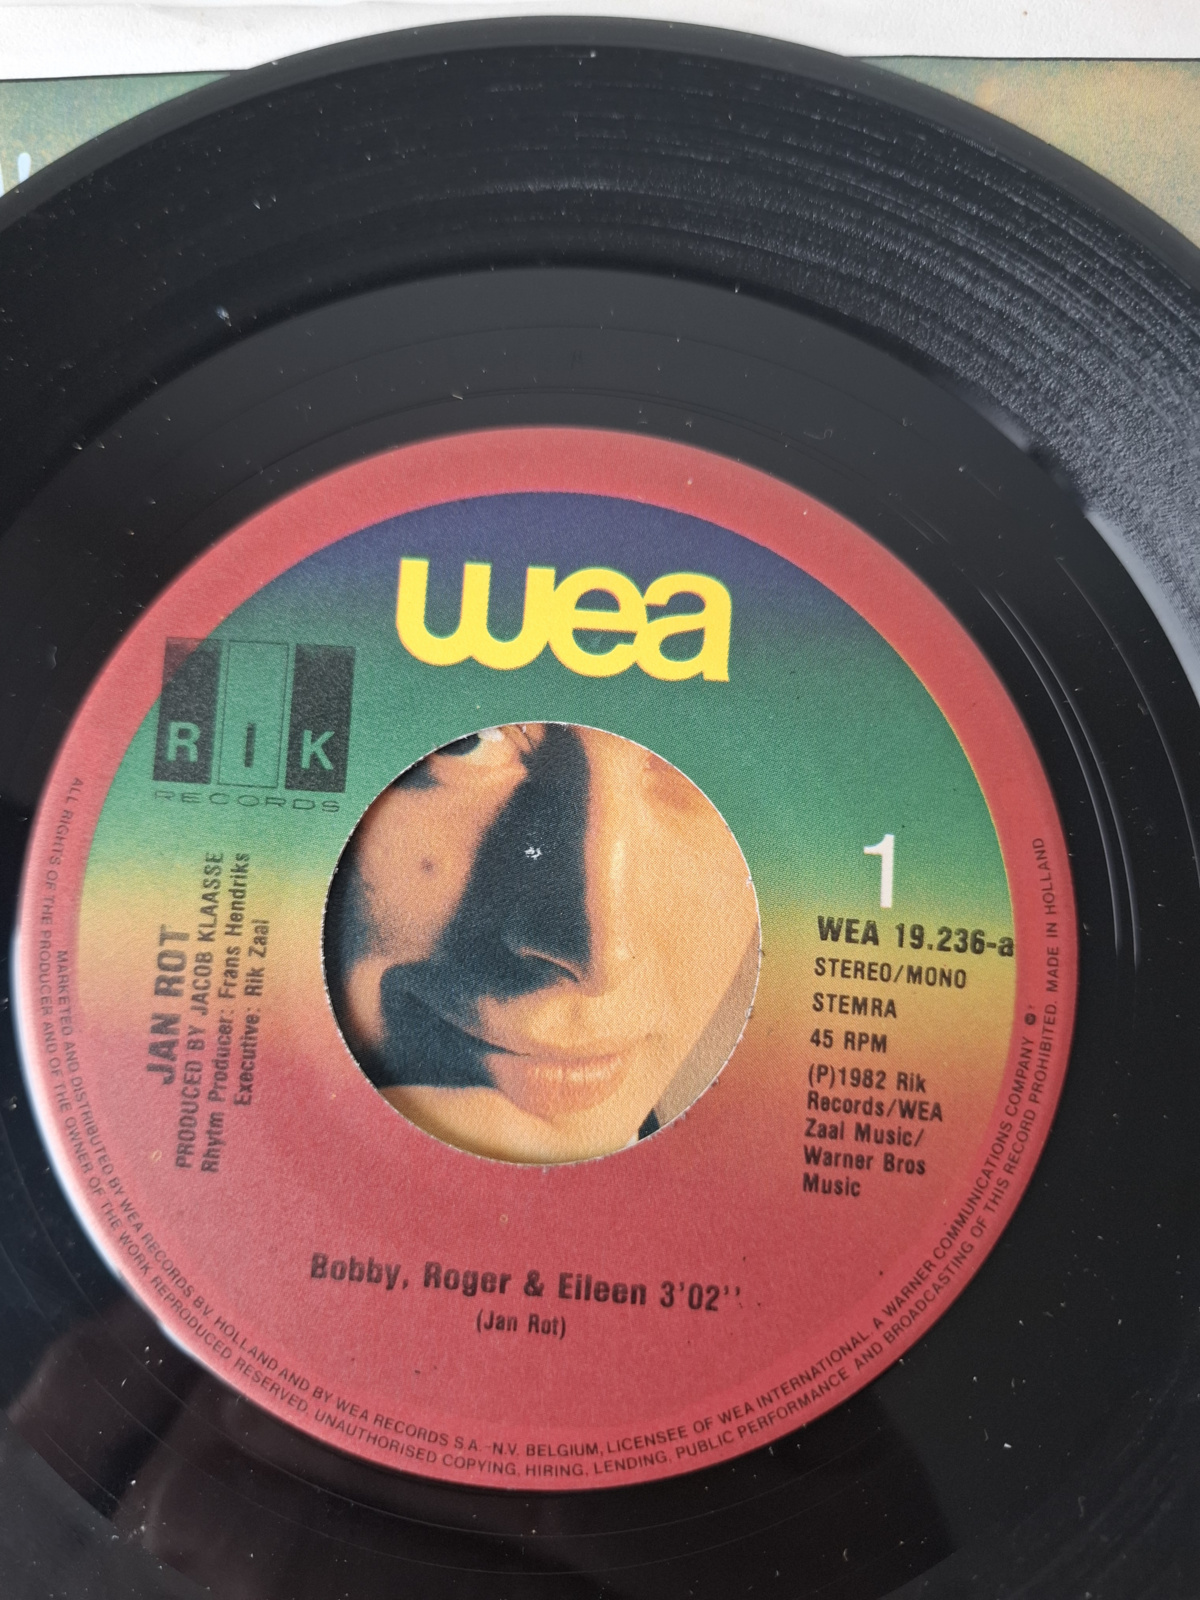 wea
RIK
RECORDS
1
WEA 19.236-a
STEREO/MONO
STEMRA
45 RPM
(P)1982 Rik
Records/WEA
Zaal Music/
Warner Bros
Music
JAN ROT
PRODUCED BY JACOB KLAASSE
Rhytm Producer: Frans Hendriks
Executive: Rik Zaal
Bobby, Roger & Eileen 3'02''
(Jan Rot)
ALL RIGHTS OF THE PRODUCER AND OF THE OWNER OF THE WORK REPRODUCED RESERVED. UNAUTHORISED COPYING, HIRING, LENDING, PUBLIC PERFORMANCE AND BROADCASTING OF THIS RECORD PROHIBITED. MADE IN HOLLAND
MARKETED AND DISTRIBUTED BY WEA RECORDS BV HOLLAND AND BY WEA RECORDS S.A.-N.V. BELGIUM, LICENSEE OF WEA INTERNATIONAL. A WARNER COMMUNICATIONS COMPANY